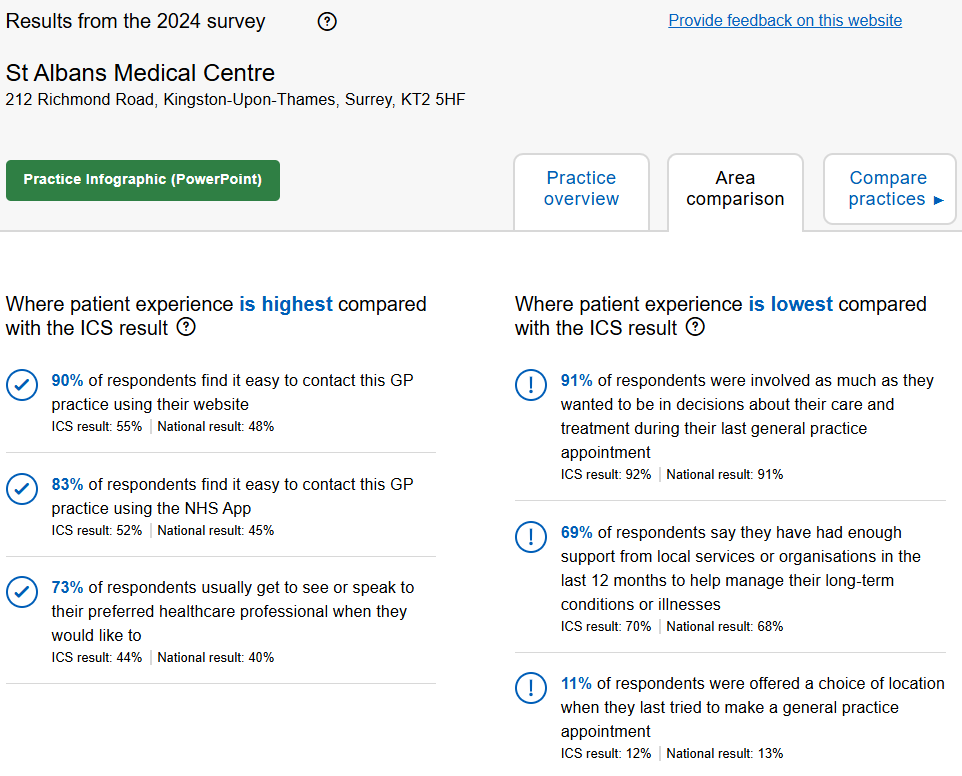 Results from the 2024 survey
Provide feedback on this website
St Albans Medical Centre
212 Richmond Road, Kingston-Upon-Thames, Surrey, KT2 5HF
Practice Infographic (PowerPoint)
Practice
overview
Area
comparison
Compare
practices ►
Where patient experience is highest compared
with the ICS result
90% of respondents find it easy to contact this GP
practice using their website
ICS result: 55% | National result: 48%
83% of respondents find it easy to contact this GP
practice using the NHS App
ICS result: 52% | National result: 45%
73% of respondents usually get to see or speak to
their preferred healthcare professional when they
would like to
ICS result: 44% | National result: 40%
Where patient experience is lowest compared
with the ICS result
91% of respondents were involved as much as they
wanted to be in decisions about their care and
treatment during their last general practice
appointment
ICS result: 92% | National result: 91%
69% of respondents say they have had enough
support from local services or organisations in the
last 12 months to help manage their long-term
conditions or illnesses
ICS result: 70% | National result: 68%
11% of respondents were offered a choice of location
when they last tried to make a general practice
appointment
ICS result: 12% | National result: 13%